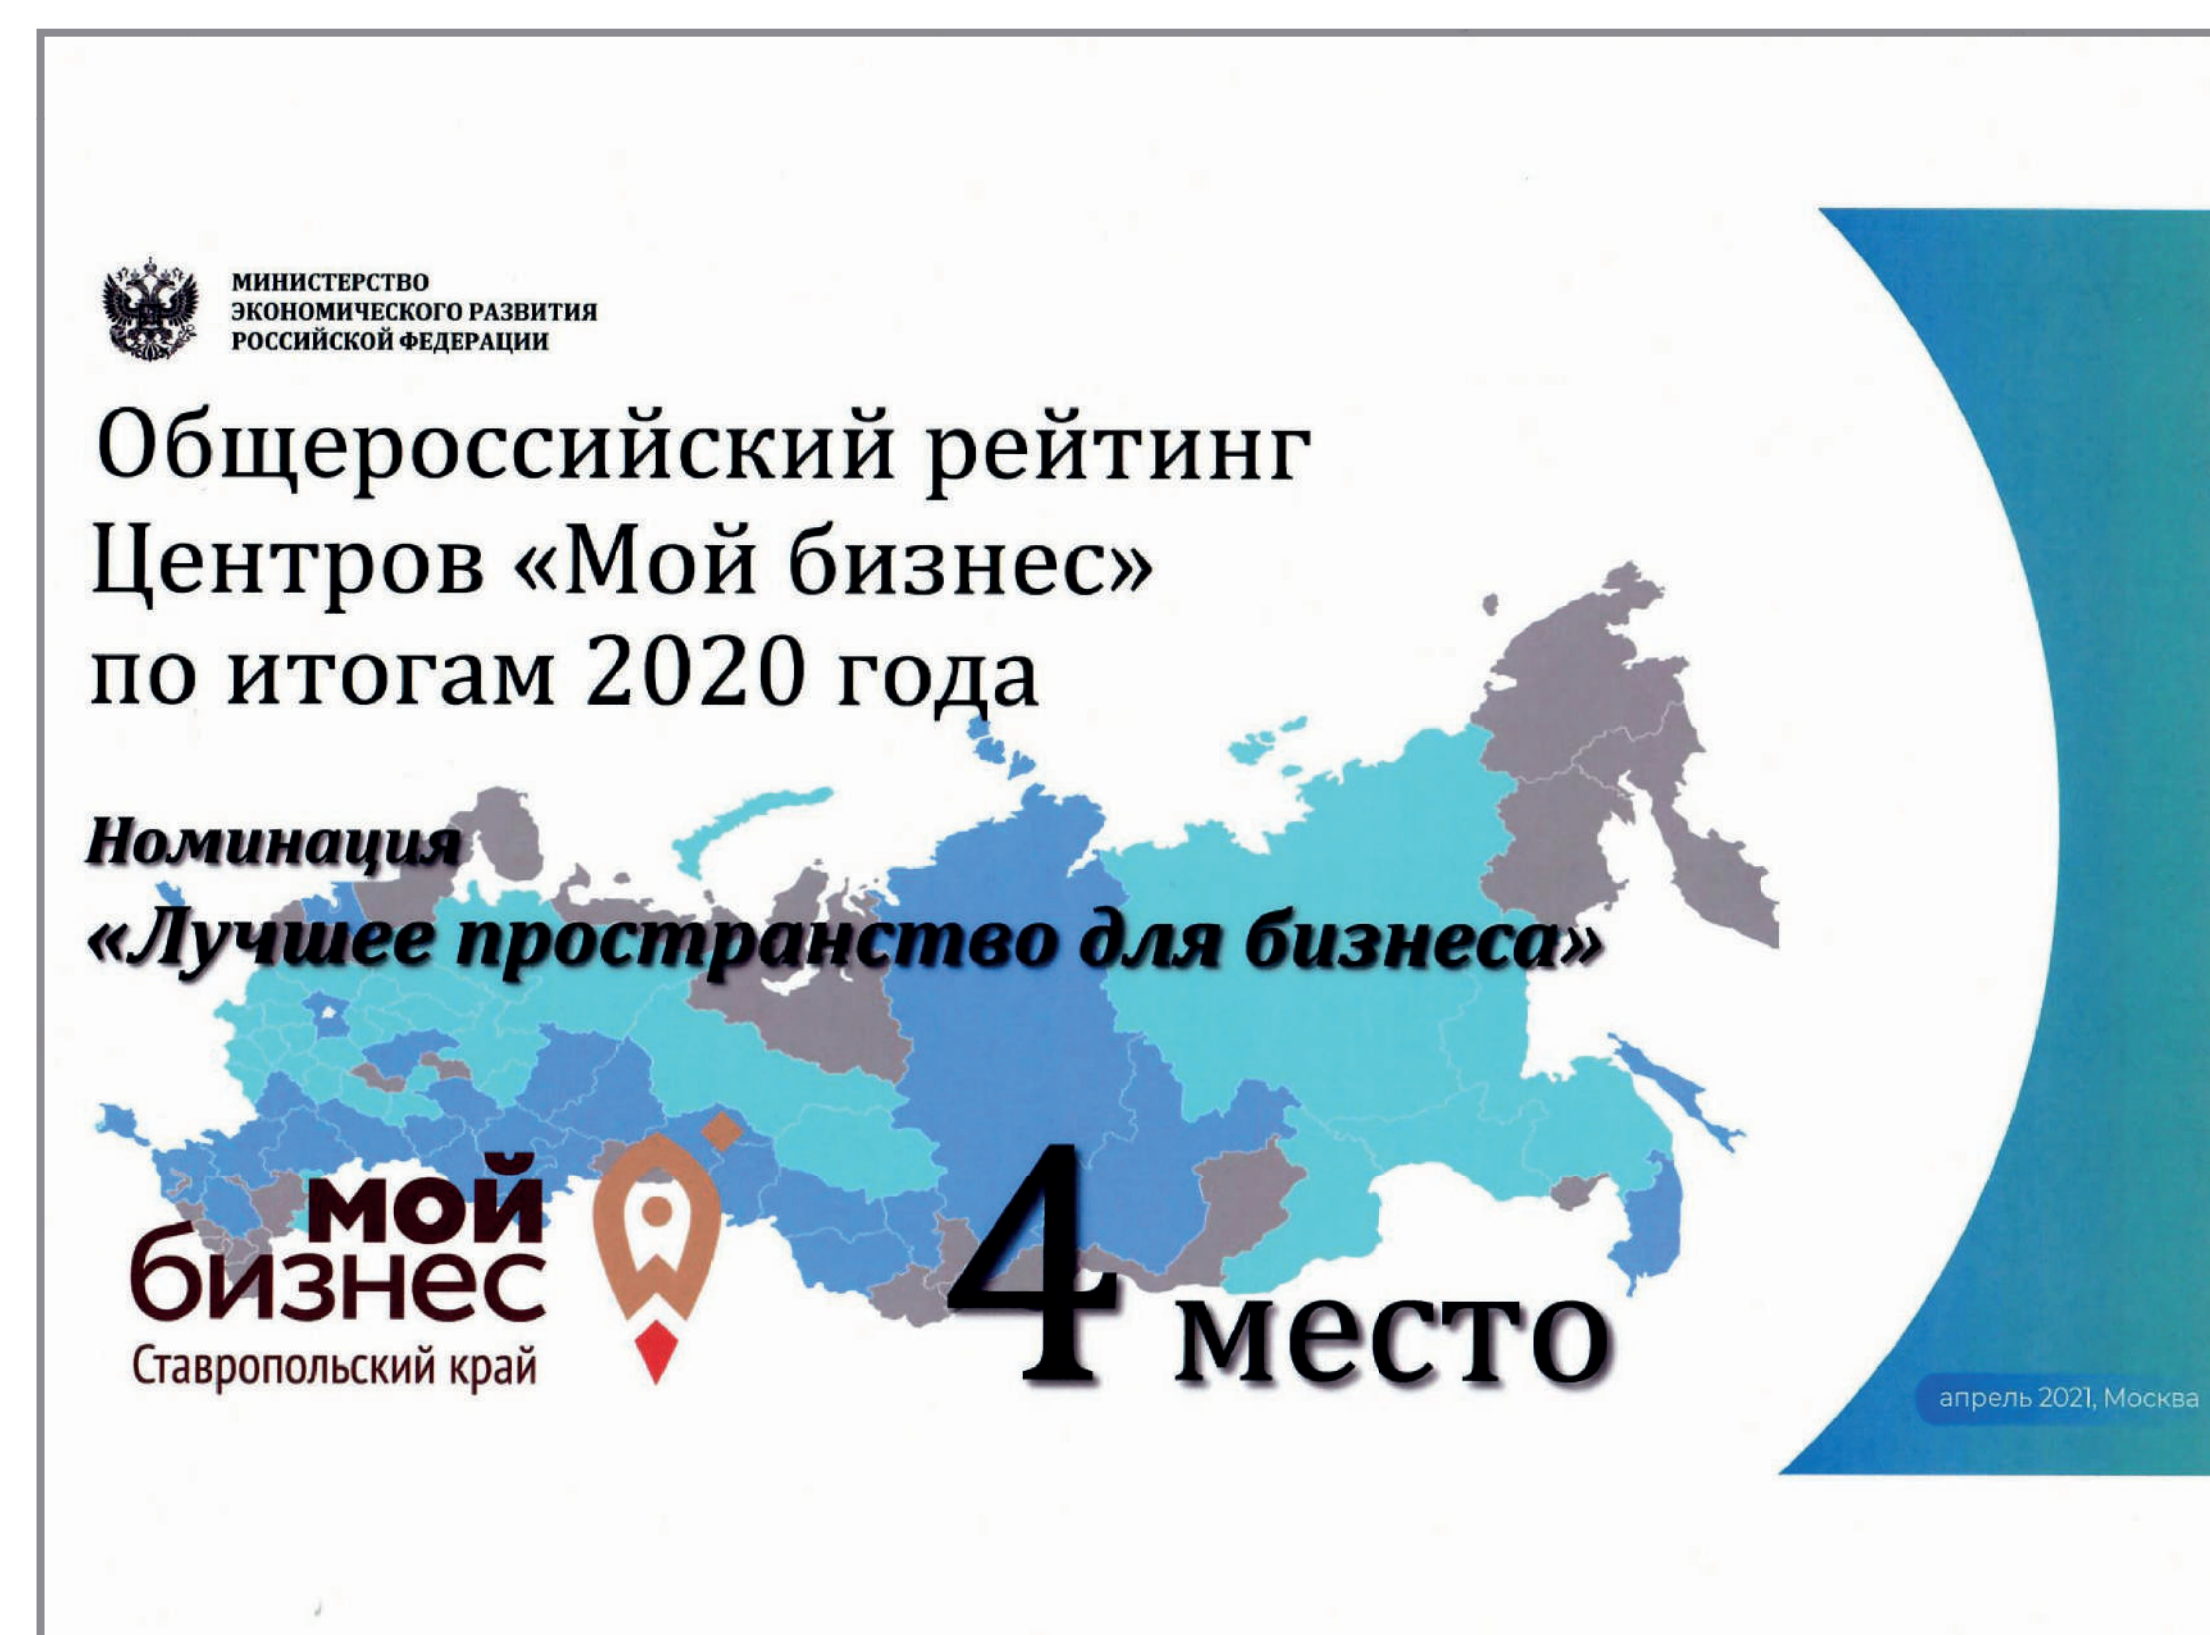 МИНИСТЕРСТВО
ЭКОНОМИЧЕСКОГО РАЗВИТИЯ
РОССИЙСКОЙ ФЕДЕРАЦИИ
Общероссийский рейтинг
Центров «Мой бизнес»
по итогам 2020 года
Номинация
«Лучшее пространство для бизнеса»
мой
бизнес
Ставропольский край
4 место
апрель 2021, Москва